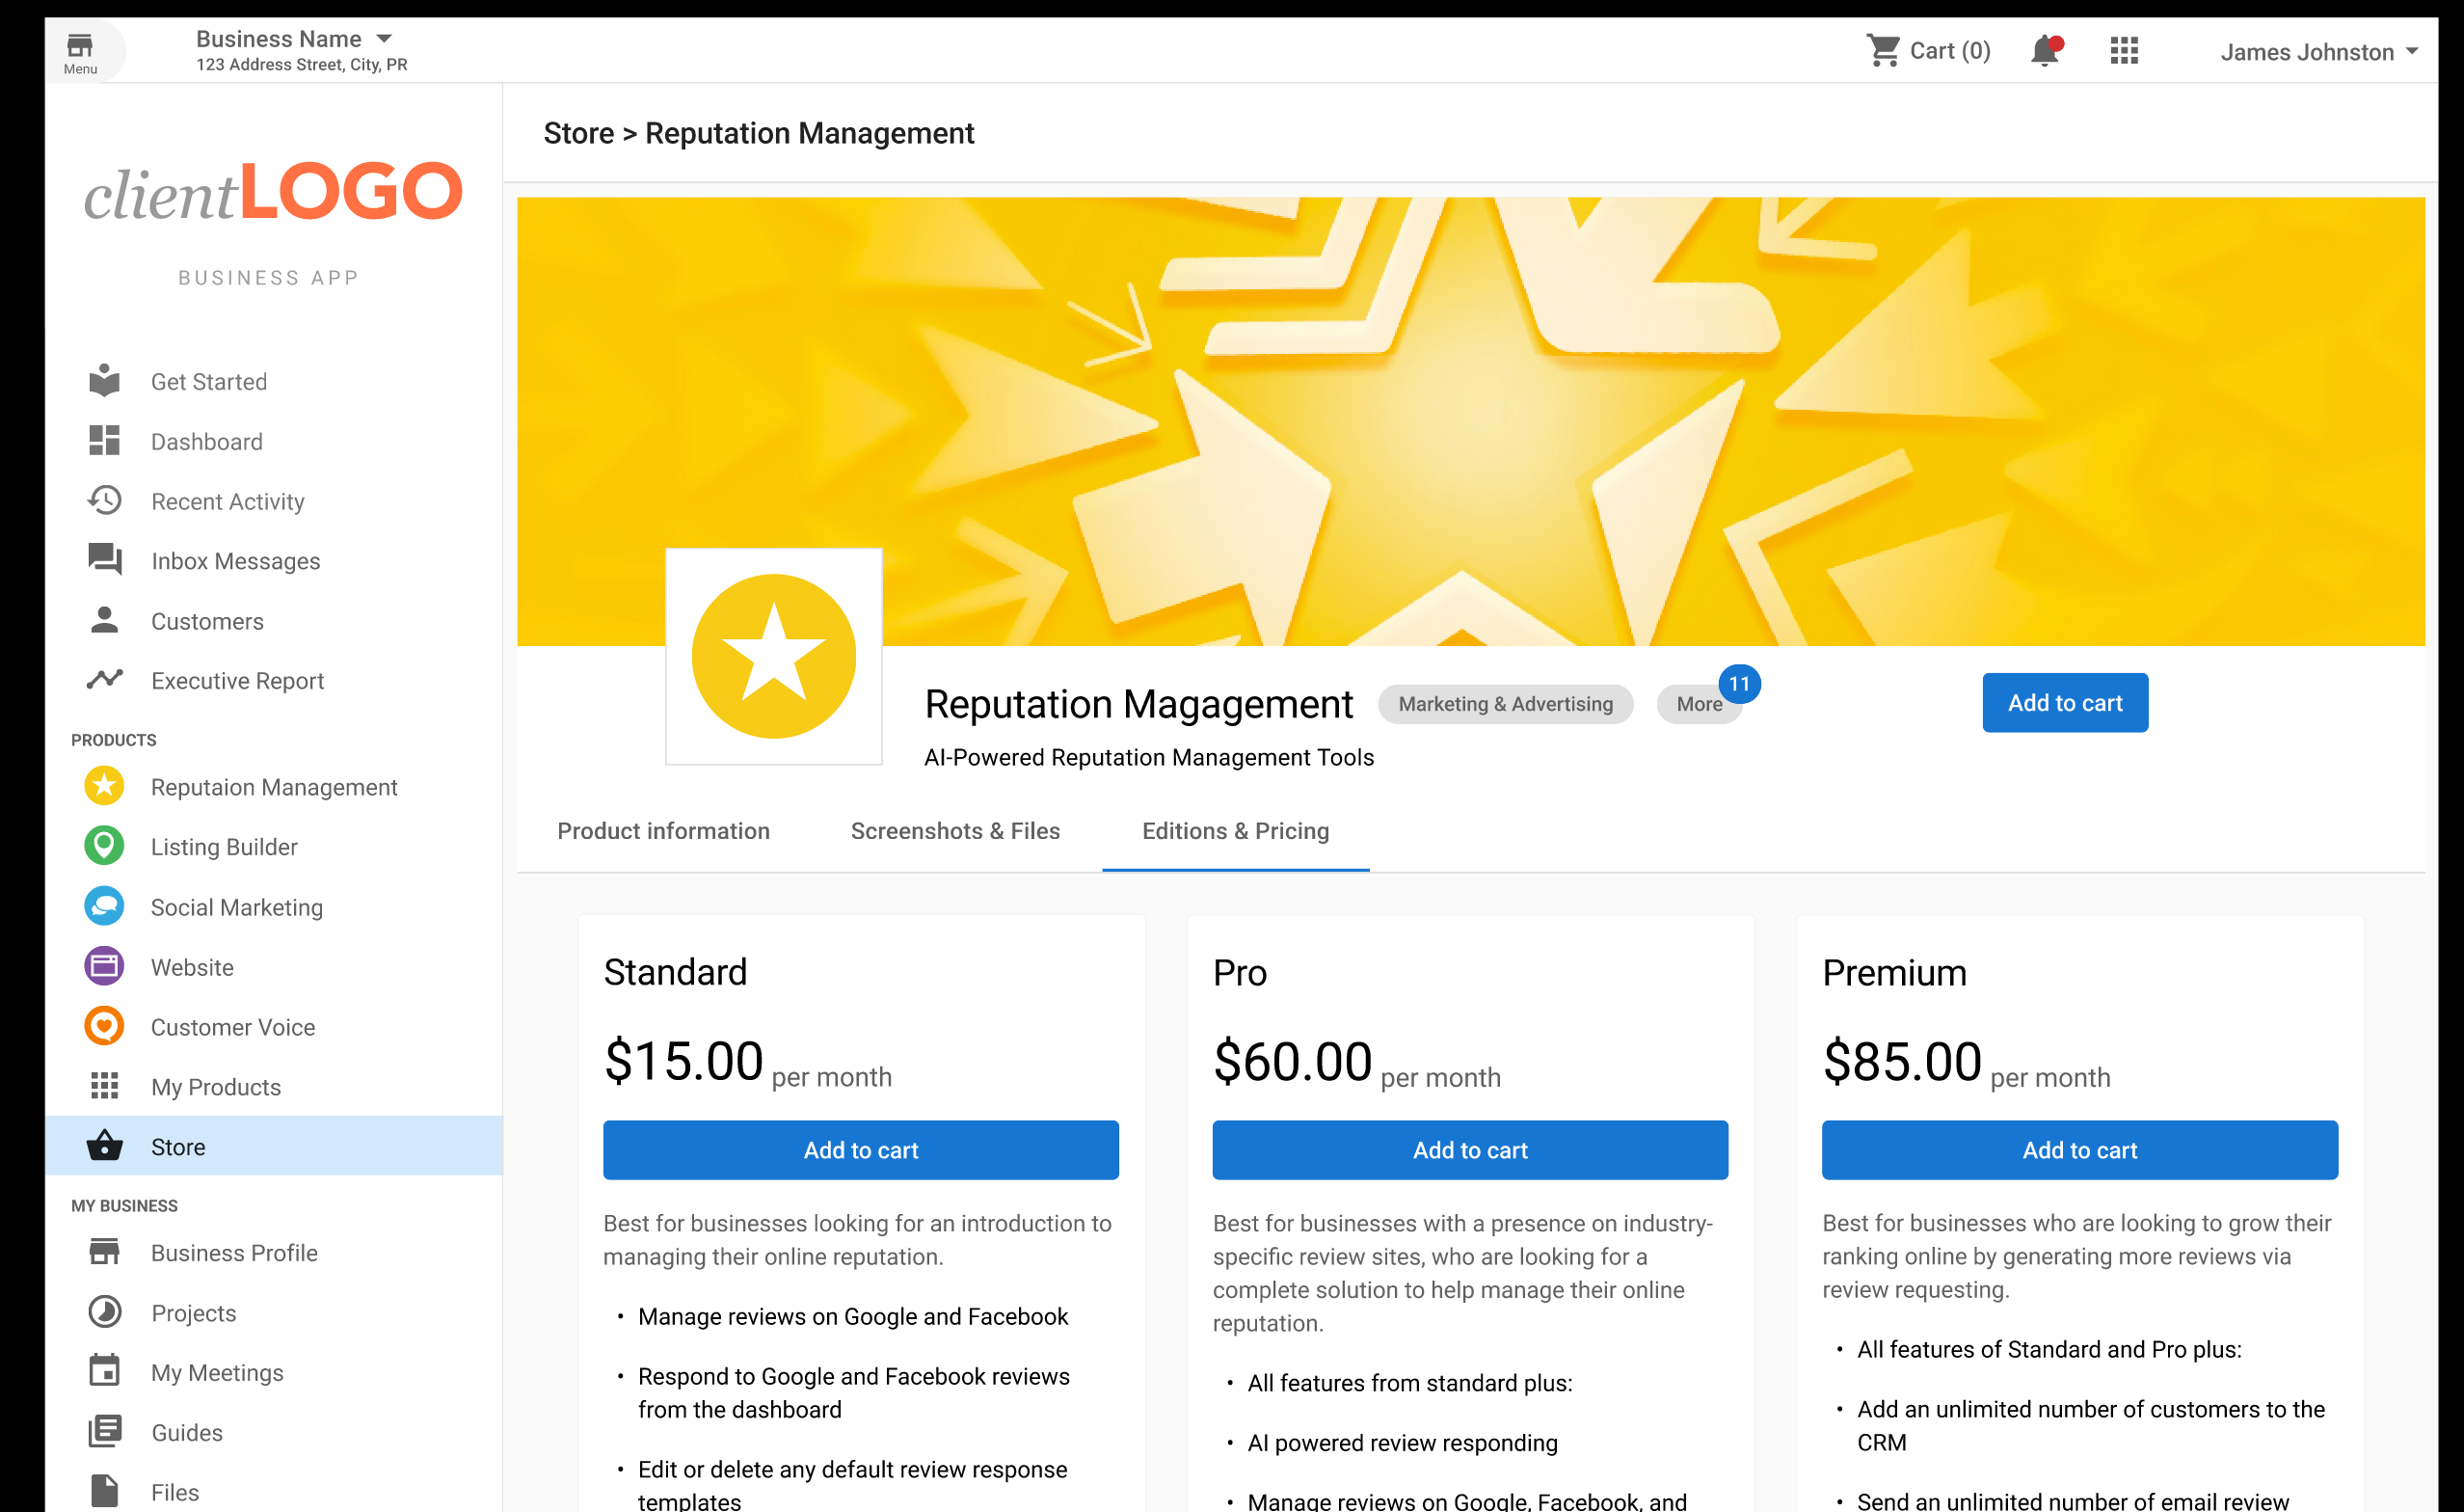 Menu
Business Name
123 Address Street, City, PR
Cart (0)
James Johnston
clientLOGO
BUSINESS APP
Get Started
Dashboard
Recent Activity
Inbox Messages
Customers
Executive Report
PRODUCTS
Reputaion Management
Listing Builder
Social Marketing
Website
Customer Voice
My Products
Store
MY BUSINESS
Business Profile
Projects
My Meetings
Guides
Files
Store > Reputation Management
Reputation Magagement
Marketing & Advertising
More
11
Add to cart
AI-Powered Reputation Management Tools
Product information
Screenshots & Files
Editions & Pricing
Standard
$15.00 per month
Add to cart
Best for businesses looking for an introduction to
managing their online reputation.
• Manage reviews on Google and Facebook
• Respond to Google and Facebook reviews
from the dashboard
• Edit or delete any default review response
templates
Pro
$60.00 per month
Add to cart
Best for businesses with a presence on industry-
specific review sites, who are looking for a
complete solution to help manage their online
reputation.
• All features from standard plus:
• AI powered review responding
• Manage reviews on Google, Facebook, and
Premium
$85.00 per month
Add to cart
Best for businesses who are looking to grow their
ranking online by generating more reviews via
review requesting.
• All features of Standard and Pro plus:
• Add an unlimited number of customers to the
CRM
• Send an unlimited number of email review